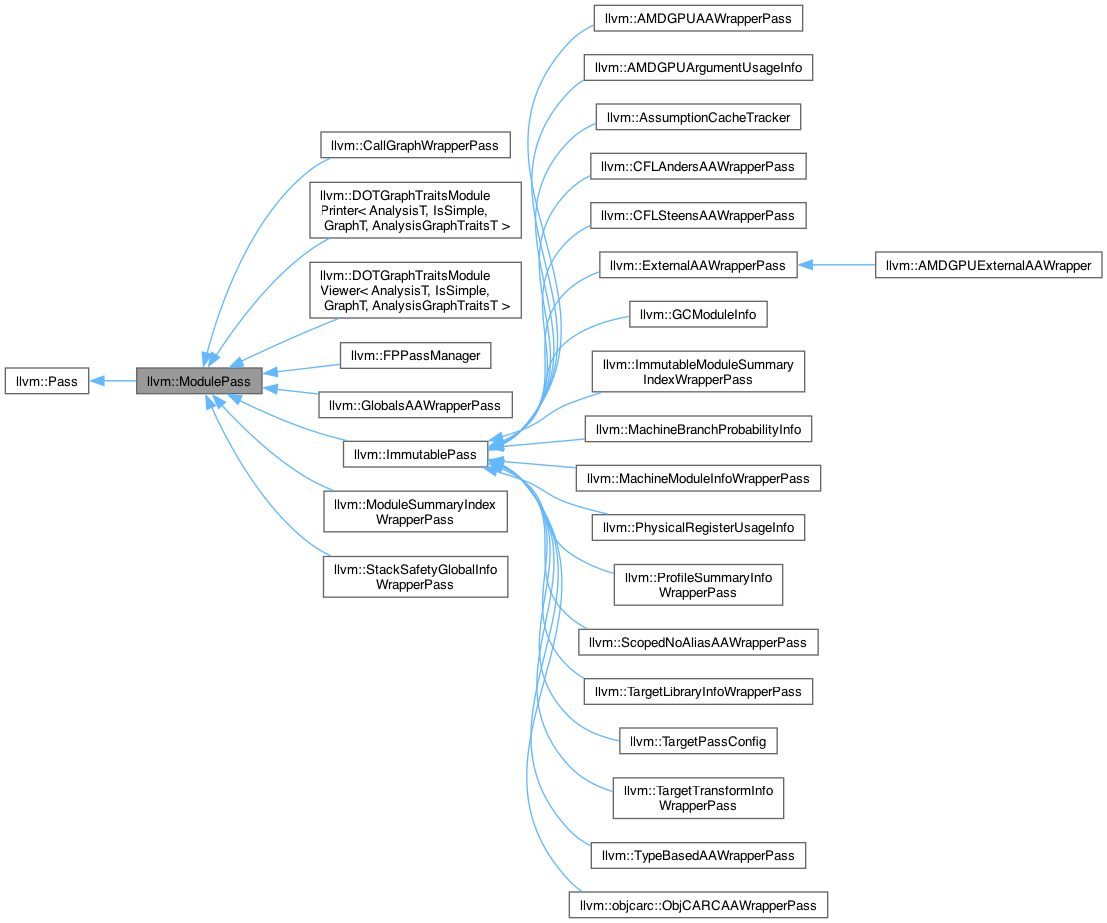 llvm::AMDGPUAAWrapperPass
llvm::AMDGPUArgumentUsageInfo
llvm::AssumptionCacheTracker
llvm::CallGraphWrapperPass
llvm::CFLAndersAAWrapperPass
llvm::DOTGraphTraitsModule
Printer< AnalysisT, IsSimple,
GraphT, AnalysisGraphTraitsT >
llvm::CFLSteensAAWrapperPass
llvm::ExternalAAWrapperPass
llvm::AMDGPUExternalAAWrapper
llvm::DOTGraphTraitsModule
Viewer< AnalysisT, IsSimple,
GraphT, AnalysisGraphTraitsT >
llvm::GCModuleInfo
llvm::FPPassManager
llvm::ImmutableModuleSummary
IndexWrapperPass
llvm::Pass
llvm::ModulePass
llvm::GlobalsAAWrapperPass
llvm::MachineBranchProbabilityInfo
llvm::ImmutablePass
llvm::MachineModuleInfoWrapperPass
llvm::ModuleSummaryIndex
WrapperPass
llvm::PhysicalRegisterUsageInfo
llvm::StackSafetyGlobalInfo
WrapperPass
llvm::ProfileSummaryInfo
WrapperPass
llvm::ScopedNoAliasAAWrapperPass
llvm::TargetLibraryInfoWrapperPass
llvm::TargetPassConfig
llvm::TargetTransformInfo
WrapperPass
llvm::TypeBasedAAWrapperPass
llvm::objcarc::ObjCARCAAWrapperPass